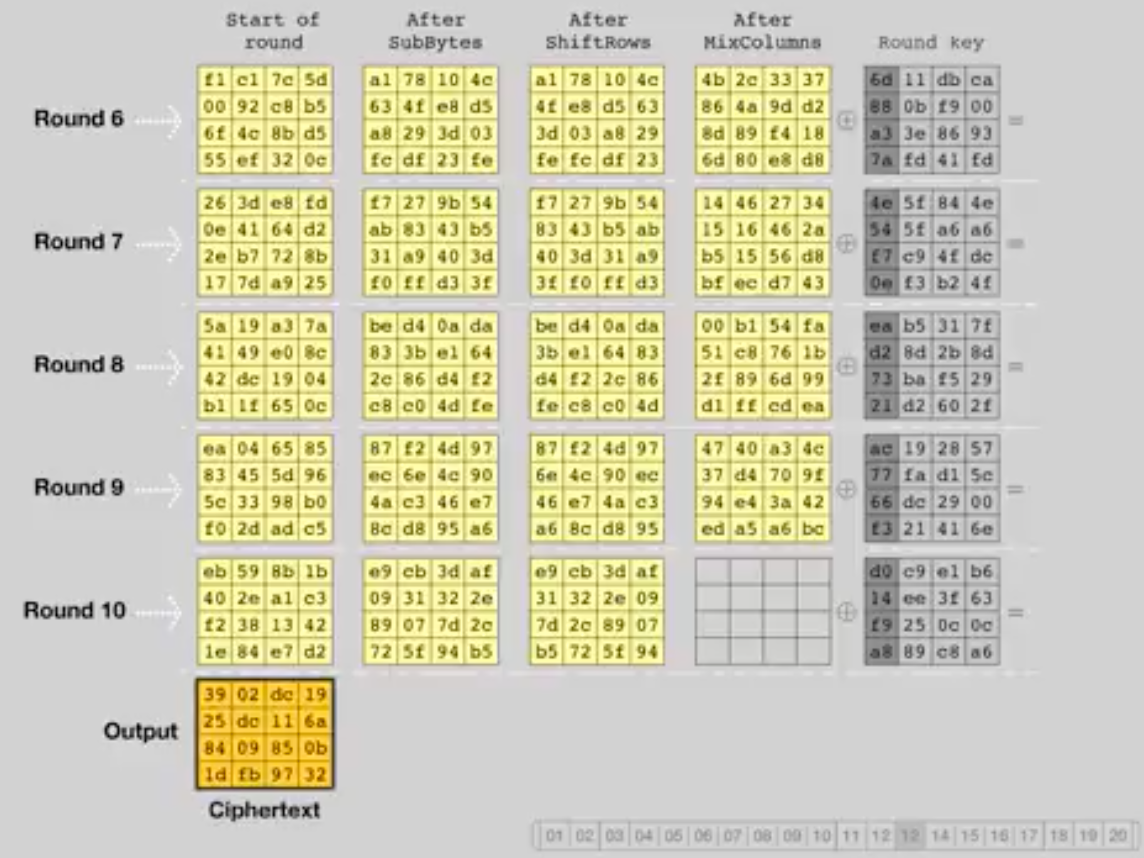 Start of After After After
round SubBytes ShiftRows MixColumns Round key
f1 c1 7c 5d a1 78 10 4c a1 78 10 4c 4b 2c 33 37 6d 11 db ca
00 92 c8 b5 63 4f e8 d5 4f e8 d5 63 86 4a 9d d2 88 0b f9 00
Round 6 ⊕ =
6f 4c 8b d5 a8 29 3d 03 3d 03 a8 29 8d 89 f4 18 a3 3e 86 93
55 ef 32 0c fc df 23 fe fe fc df 23 6d 80 e8 d8 7a fd 41 fd
26 3d e8 fd f7 27 9b 54 f7 27 9b 54 14 46 27 34 4e 5f 84 4e
0e 41 64 d2 ab 83 43 b5 83 43 b5 ab 15 16 46 2a 54 5f a6 a6
Round 7 ⊕ =
2e b7 72 8b 31 a9 40 3d 40 3d 31 a9 b5 15 56 d8 f7 c9 4f dc
17 7d a9 25 f0 ff d3 3f 3f f0 ff d3 bf ec d7 43 0e f3 b2 4f
5a 19 a3 7a be d4 0a da be d4 0a da 00 b1 54 fa ea b5 31 7f
41 49 e0 8c 83 3b e1 64 3b e1 64 83 51 c8 76 1b d2 8d 2b 8d
Round 8 ⊕ =
42 dc 19 04 2c 86 d4 f2 d4 f2 2c 86 2f 89 6d 99 73 ba f5 29
b1 1f 65 0c c8 c0 4d fe fe c8 c0 4d d1 ff cd ea 21 d2 60 2f
ea 04 65 85 87 f2 4d 97 87 f2 4d 97 47 40 a3 4c ac 19 28 57
83 45 5d 96 ec 6e 4c 90 6e 4c 90 ec 37 d4 70 9f 77 fa d1 5c
Round 9 ⊕ =
5c 33 98 b0 4a c3 46 e7 46 e7 4a c3 94 e4 3a 42 66 dc 29 00
f0 2d ad c5 8c d8 95 a6 a6 8c d8 95 ed a5 a6 bc f3 21 41 6e
eb 59 8b 1b e9 cb 3d af e9 cb 3d af d0 c9 e1 b6
40 2e a1 c3 09 31 32 2e 31 32 2e 09 14 ee 3f 63
Round 10 ⊕ =
f2 38 13 42 89 07 7d 2c 7d 2c 89 07 f9 25 0c 0c
1e 84 e7 d2 72 5f 94 b5 b5 72 5f 94 a8 89 c8 a6
39 02 dc 19
25 dc 11 6a
Output
84 09 85 0b
1d fb 97 32
Ciphertext
01 02 03 04 05 06 07 08 09 10 11 12 13 14 15 16 17 18 19 20